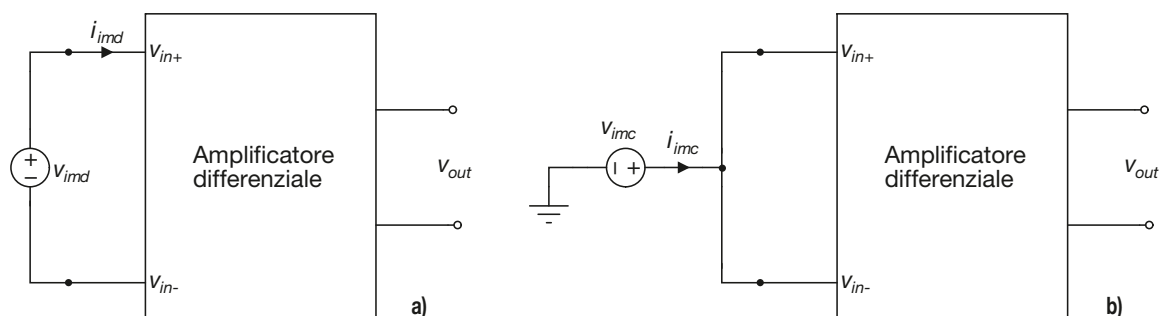 i_imd
v_in+
v_imd
Amplificatore
differenziale
v_out
v_in-
a)
v_in+
v_imc
i_imc
Amplificatore
differenziale
v_out
v_in-
b)